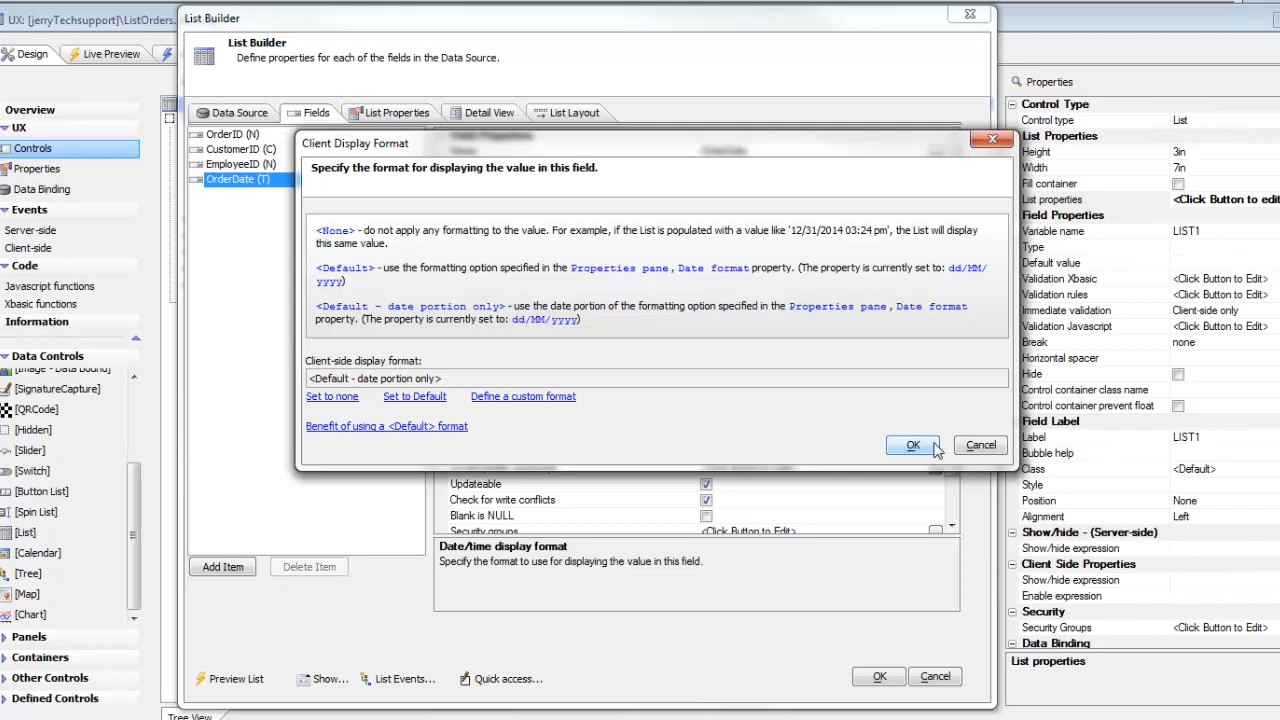 UX: [jerryTechsupport]\ListOrders.
List Builder
Design
Live Preview
List Builder
Define properties for each of the fields in the Data Source.
Data Source
Fields
List Properties
Detail View
List Layout
Overview
UX
Controls
Properties
Data Binding
Events
Server-side
Client-side
Code
Javascript functions
Xbasic functions
Information
Data Controls
[Image - Data Bound]
[SignatureCapture]
[QRCode]
[Hidden]
[Slider]
[Switch]
[Button List]
[Spin List]
[List]
[Calendar]
[Tree]
[Map]
[Chart]
Panels
Containers
Other Controls
Defined Controls
OrderID (N)
CustomerID (C)
EmployeeID (N)
OrderDate (T)
Client Display Format
Specify the format for displaying the value in this field.
<None> - do not apply any formatting to the value. For example, if the List is populated with a value like '12/31/2014 03:24 pm', the List will display
this same value.
<Default> - use the formatting option specified in the Properties pane, Date format property. (The property is currently set to: dd/MM/
yyyy)
<Default - date portion only> - use the date portion of the formatting option specified in the Properties pane, Date format
property. (The property is currently set to: dd/MM/yyyy)
Client-side display format:
<Default - date portion only>
Set to none
Set to Default
Define a custom format
Benefit of using a <Default> format
OK
Cancel
Updateable
Check for write conflicts
Blank is NULL
Security groups
<Click Button to Edit>
Date/time display format
Specify the format to use for displaying the value in this field.
Add Item
Delete Item
Preview List
Show...
List Events...
Quick access...
OK
Cancel
Tree View
Properties
Control Type
Control type List
List Properties
Height 3in
Width 7in
Fill container
List properties <Click Button to edit
Field Properties
Variable name LIST1
Type
Default value
Validation Xbasic <Click Button to Edit>
Validation rules <Click Button to Edit>
Immediate validation Client-side only
Validation Javascript <Click Button to Edit>
Break none
Horizontal spacer
Hide
Control container class name
Control container prevent float
Field Label
Label LIST1
Bubble help
Class <Default>
Style
Position None
Alignment Left
Show/hide - (Server-side)
Show/hide expression
Client Side Properties
Show/hide expression
Enable expression
Security
Security Groups <Click Button to Edit>
Data Binding
List properties